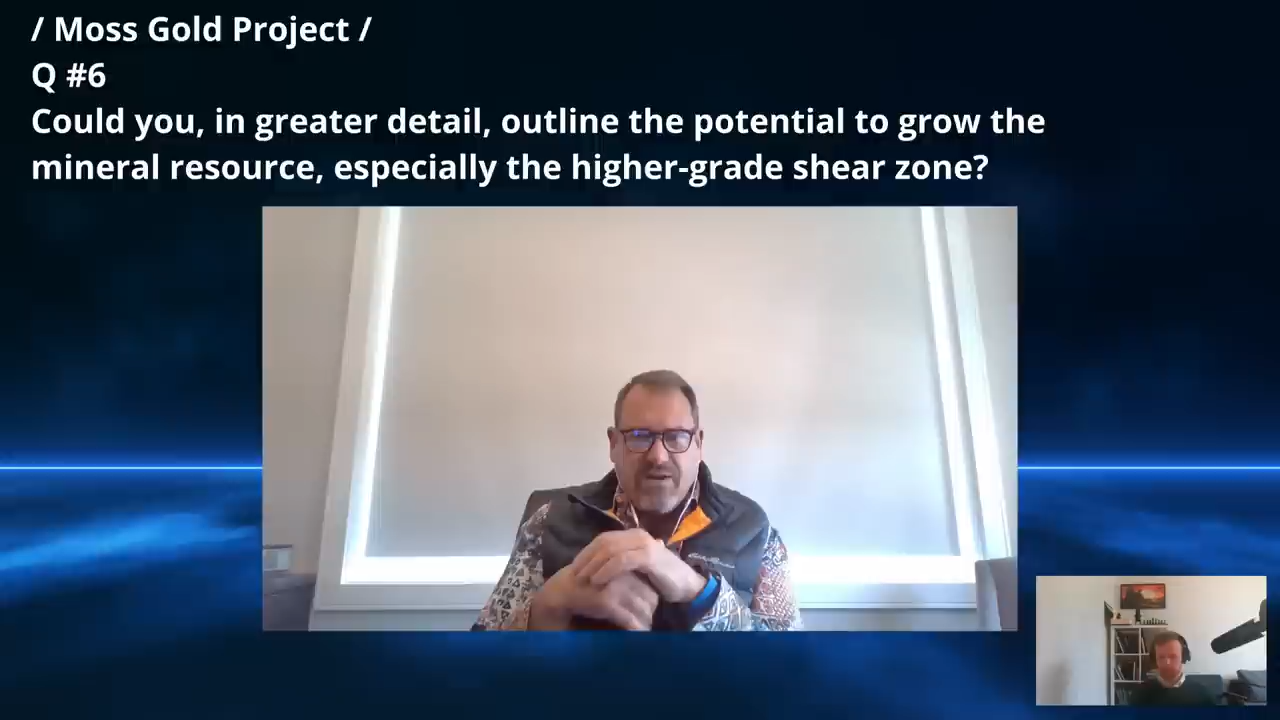 / Moss Gold Project /
Q #6
Could you, in greater detail, outline the potential to grow the
mineral resource, especially the higher-grade shear zone?